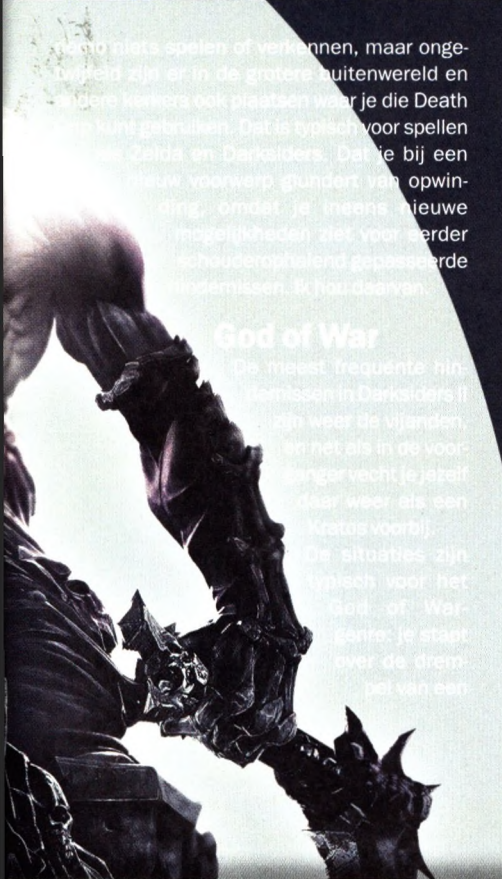 demo niets spelen of verkennen, maar onge-
twijfeld zijn er in de grotere buitenwereld en
andere kerkers ook plaatsen waar je die Death
Grip kunt gebruiken. Dat is typisch voor spellen
als Zelda en Darksiders. Dat je bij een
nieuw voorwerp glundert van opwin-
ding, omdat je ineens nieuwe
mogelijkheden ziet voor eerder
schouderophalend gepasseerde
hindernissen. Ik hou daarvan.
God of War
De meest frequente hin-
dernissen in Darksiders II
zijn weer de vijanden,
en net als in de voor-
ganger vecht je jezelf
daar weer als een
Kratos voorbij.
De situaties zijn
typisch voor het
God of War-
genre: je stapt
over de drem-
pel van een